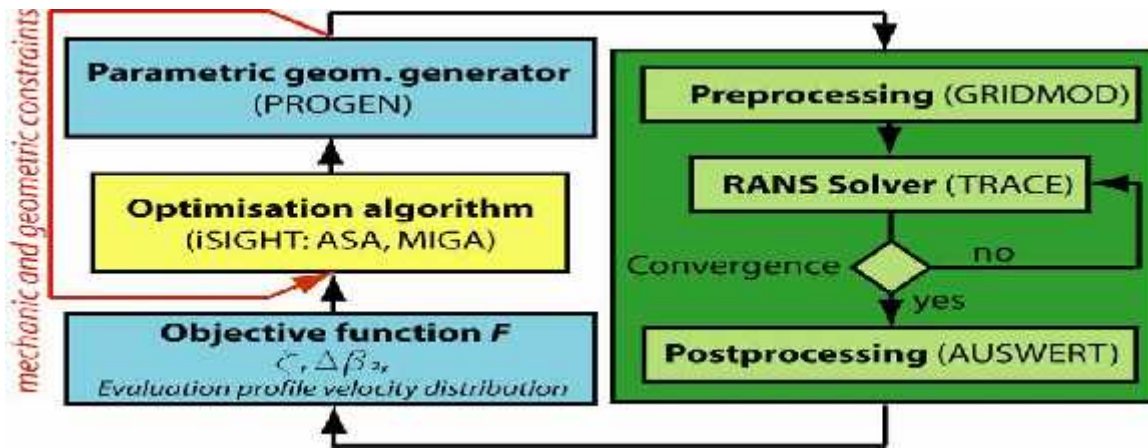 mechanic and geometric constraints
Parametric geom. generator
(PROGEN)
Optimisation algorithm
(iSIGHT: ASA, MIGA)
Objective function F
ζ, Δβ₂,
Evaluation profile velocity distribution
Preprocessing (GRIDMOD)
RANS Solver (TRACE)
Convergence
no
yes
Postprocessing (AUSWERT)